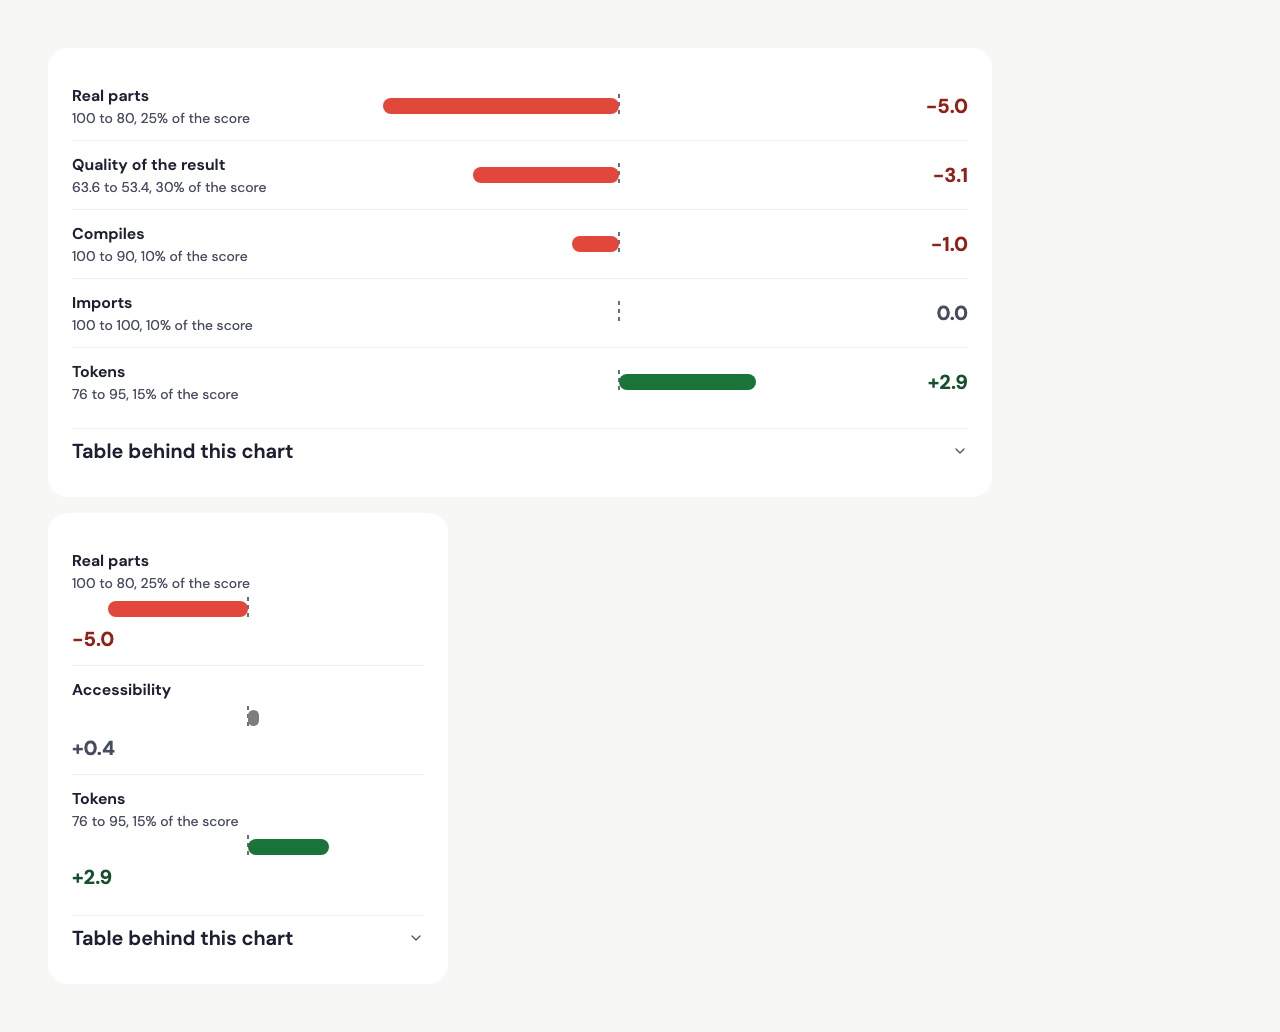 Real parts
100 to 80, 25% of the score
−5.0
Quality of the result
63.6 to 53.4, 30% of the score
−3.1
Compiles
100 to 90, 10% of the score
−1.0
Imports
100 to 100, 10% of the score
0.0
Tokens
76 to 95, 15% of the score
+2.9
Table behind this chart
Real parts
100 to 80, 25% of the score
−5.0
Accessibility
+0.4
Tokens
76 to 95, 15% of the score
+2.9
Table behind this chart